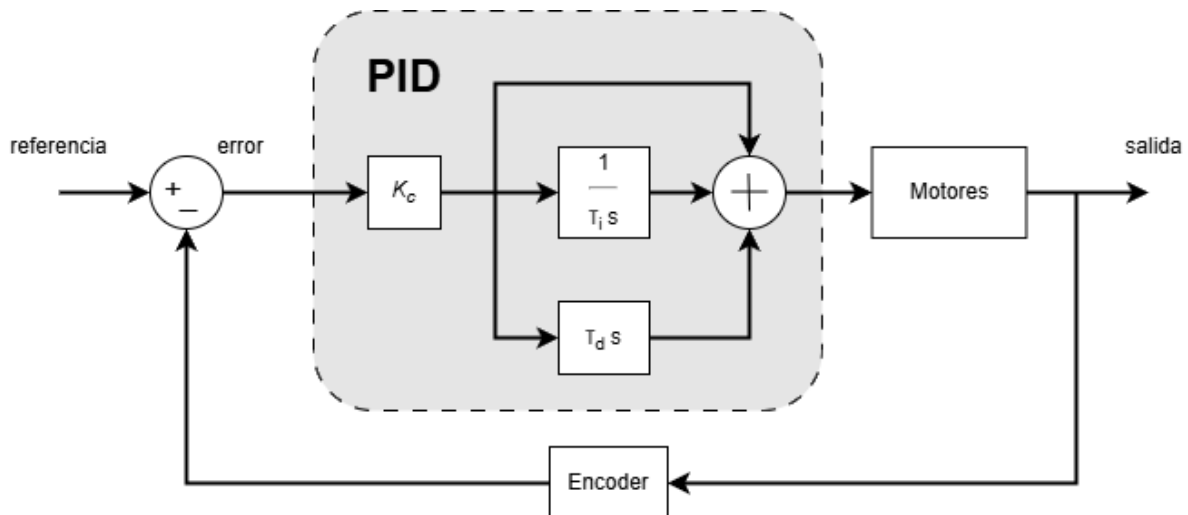 PID
referencia
error
salida
+
−
K_c
1
T_i s
+
Motores
T_d s
Encoder